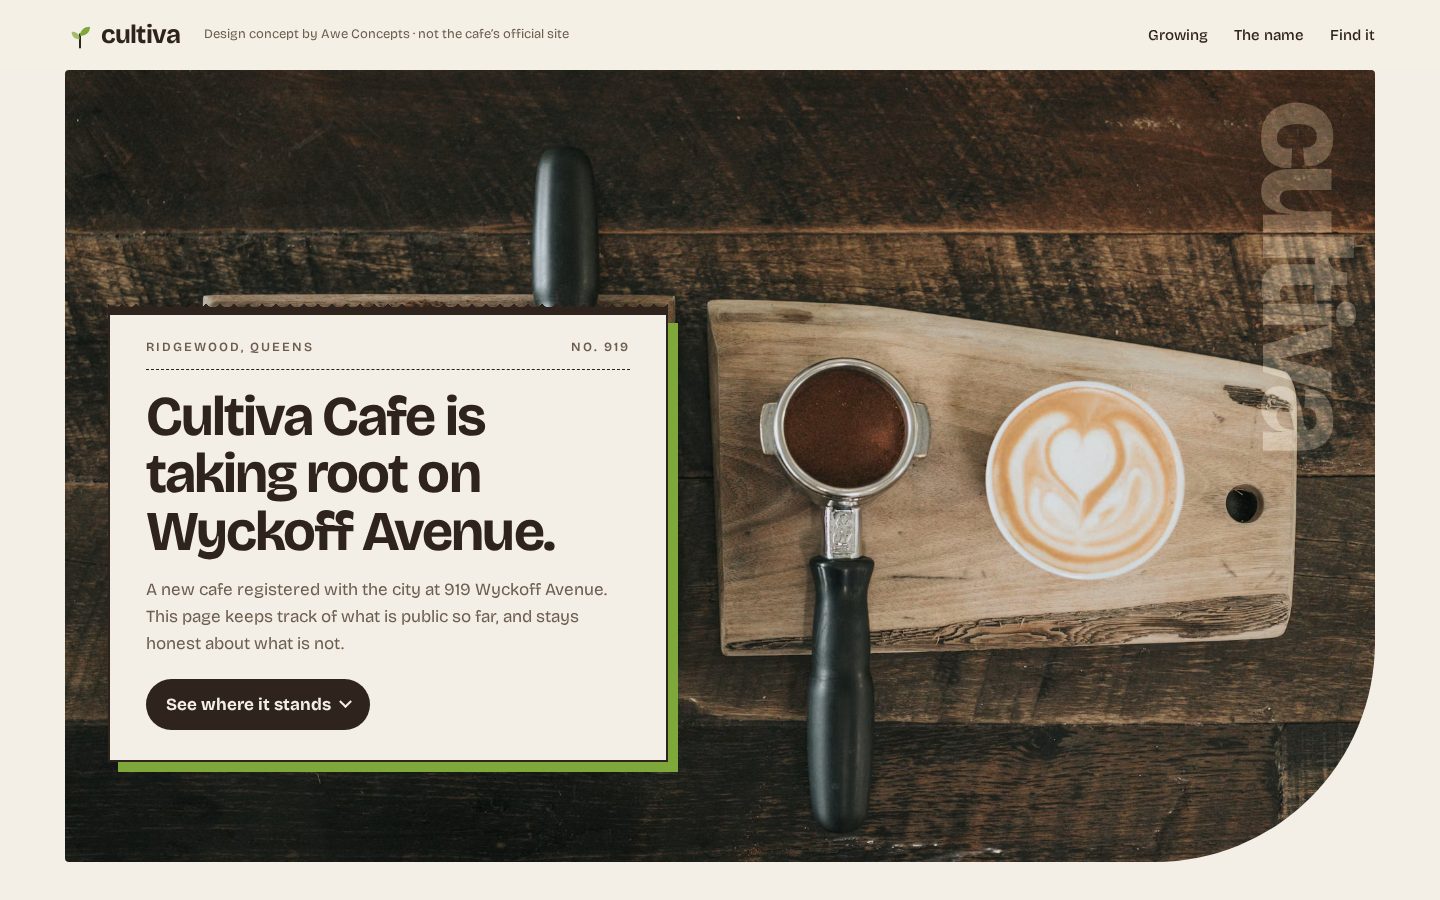 cultiva
Design concept by Awe Concepts · not the cafe's official site
Growing
The name
Find it
cultiva
RIDGEWOOD, QUEENS
NO. 919
Cultiva Cafe is
taking root on
Wyckoff Avenue.
A new cafe registered with the city at 919 Wyckoff Avenue.
This page keeps track of what is public so far, and stays
honest about what is not.
See where it stands